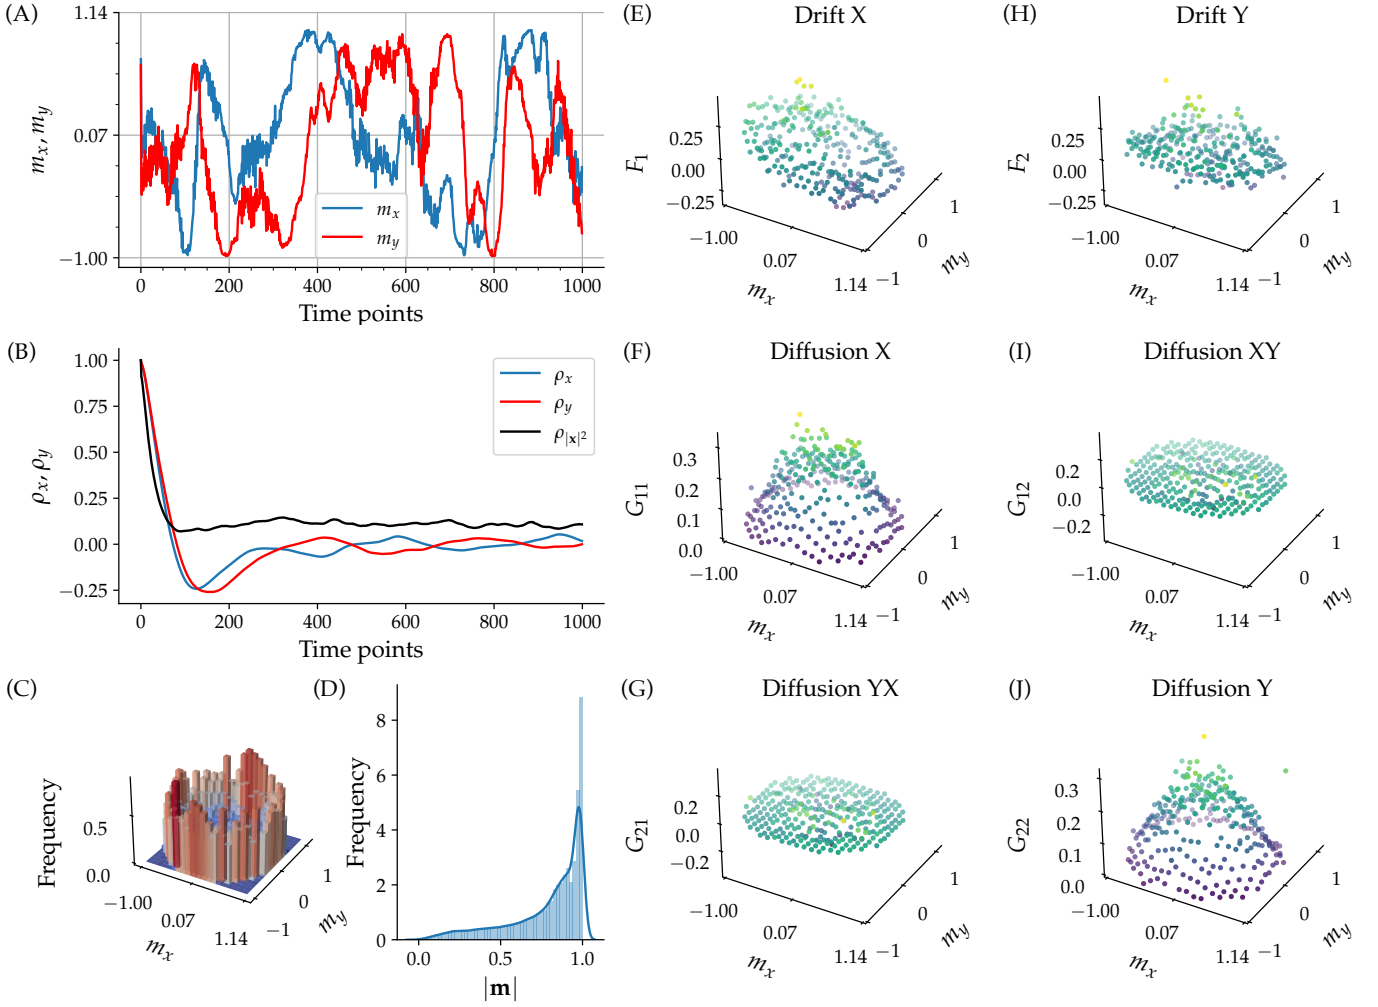 (A)
1.14
0.07
−1.00
m_x, m_y
m_x
m_y
0 200 400 600 800 1000
Time points
(B)
1.00
0.75
0.50
0.25
0.00
−0.25
ρ_x, ρ_y
ρ_x
ρ_y
ρ_|x|²
0 200 400 600 800 1000
Time points
(C)
Frequency
0.5
0.0
−1.00
0.07
1.14
m_x
−1
0
1
m_y
(D)
Frequency
8
6
4
2
0
0.0 0.5 1.0
|m|
(E)
Drift X
F₁
0.25
0.00
−0.25
−1.00
0.07
1.14
m_x
−1
0
1
m_y
(H)
Drift Y
F₂
0.25
0.00
−0.25
−1.00
0.07
1.14
m_x
−1
0
1
m_y
(F)
Diffusion X
G₁₁
0.3
0.2
0.1
0.0
−1.00
0.07
1.14
m_x
−1
0
1
m_y
(I)
Diffusion XY
G₁₂
0.2
0.0
−0.2
−1.00
0.07
1.14
m_x
−1
0
1
m_y
(G)
Diffusion YX
G₂₁
0.2
0.0
−0.2
−1.00
0.07
1.14
m_x
−1
0
1
m_y
(J)
Diffusion Y
G₂₂
0.3
0.2
0.1
0.0
−1.00
0.07
1.14
m_x
−1
0
1
m_y